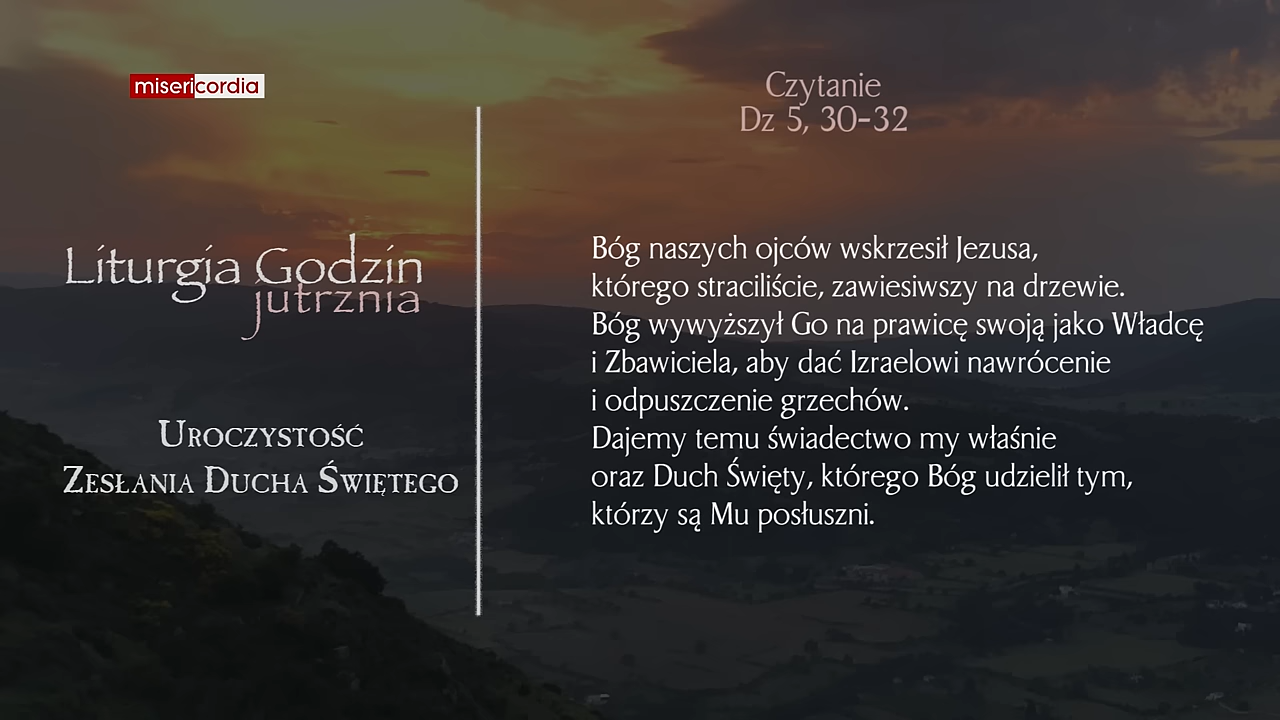 misericordia
Liturgia Godzin
jutrznia
Uroczystość
Zesłania Ducha Świętego
Czytanie
Dz 5, 30-32
Bóg naszych ojców wskrzesił Jezusa,
którego straciliście, zawiesiwszy na drzewie.
Bóg wywyższył Go na prawicę swoją jako Władcę
i Zbawiciela, aby dać Izraelowi nawrócenie
i odpuszczenie grzechów.
Dajemy temu świadectwo my właśnie
oraz Duch Święty, którego Bóg udzielił tym,
którzy są Mu posłuszni.